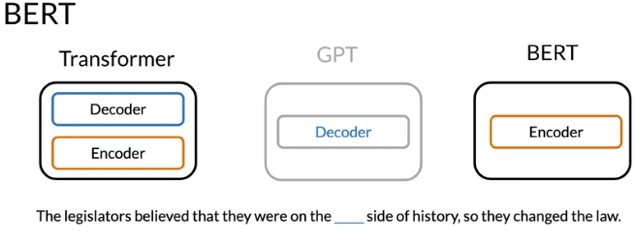 BERT
Transformer GPT BERT
Decoder
Encoder
Decoder
Encoder
The legislators believed that they were on the ____ side of history, so they changed the law.